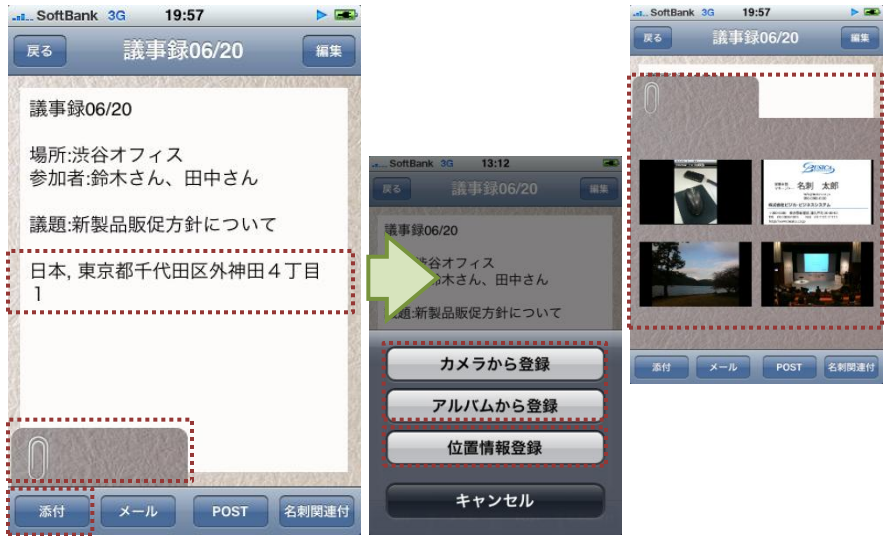 SoftBank 3G 19:57
戻る 議事録06/20 編集
議事録06/20
場所:渋谷オフィス
参加者:鈴木さん、田中さん
議題:新製品販促方針について
日本, 東京都千代田区外神田４丁目
１
添付 メール POST 名刺関連付
SoftBank 3G 13:12
戻る 議事録06/20 編集
議事録06/20
谷オフィス
木さん、田中さん
題:新製品販促方針について
カメラから登録
アルバムから登録
位置情報登録
キャンセル
SoftBank 3G 19:57
戻る 議事録06/20 編集
名刺 太郎
添付 メール POST 名刺関連付